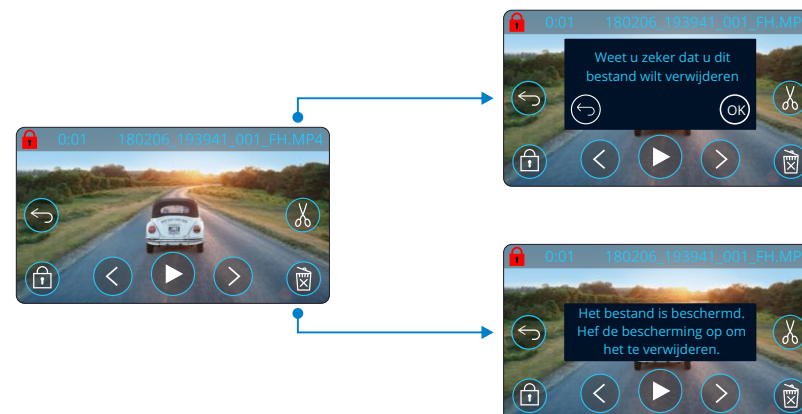 0:01 180206_193941_001_FH.MP
Weet u zeker dat u dit
bestand wilt verwijderen
OK
0:01 180206_193941_001_FH.MP4
0:01 180206_193941_001_FH.MP
Het bestand is beschermd.
Hef de bescherming op om
het te verwijderen.